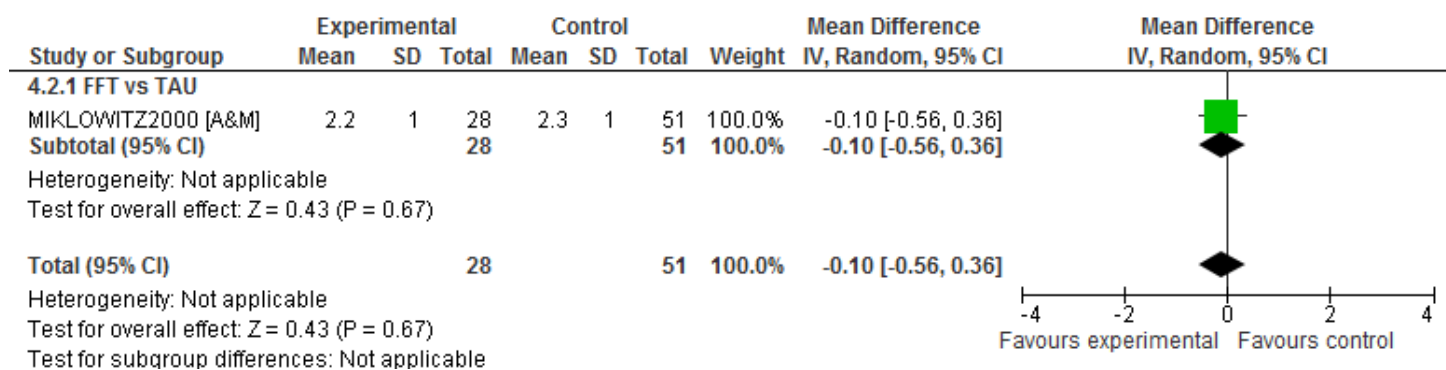 Experimental Control Mean Difference Mean Difference
Study or Subgroup Mean SD Total Mean SD Total Weight IV, Random, 95% CI IV, Random, 95% CI
4.2.1 FFT vs TAU
MIKLOWITZ2000 [A&M] 2.2 1 28 2.3 1 51 100.0% -0.10 [-0.56, 0.36]
Subtotal (95% CI) 28 51 100.0% -0.10 [-0.56, 0.36]
Heterogeneity: Not applicable
Test for overall effect: Z = 0.43 (P = 0.67)
Total (95% CI) 28 51 100.0% -0.10 [-0.56, 0.36]
Heterogeneity: Not applicable
Test for overall effect: Z = 0.43 (P = 0.67)
Test for subgroup differences: Not applicable
-4 -2 0 2 4
Favours experimental Favours control